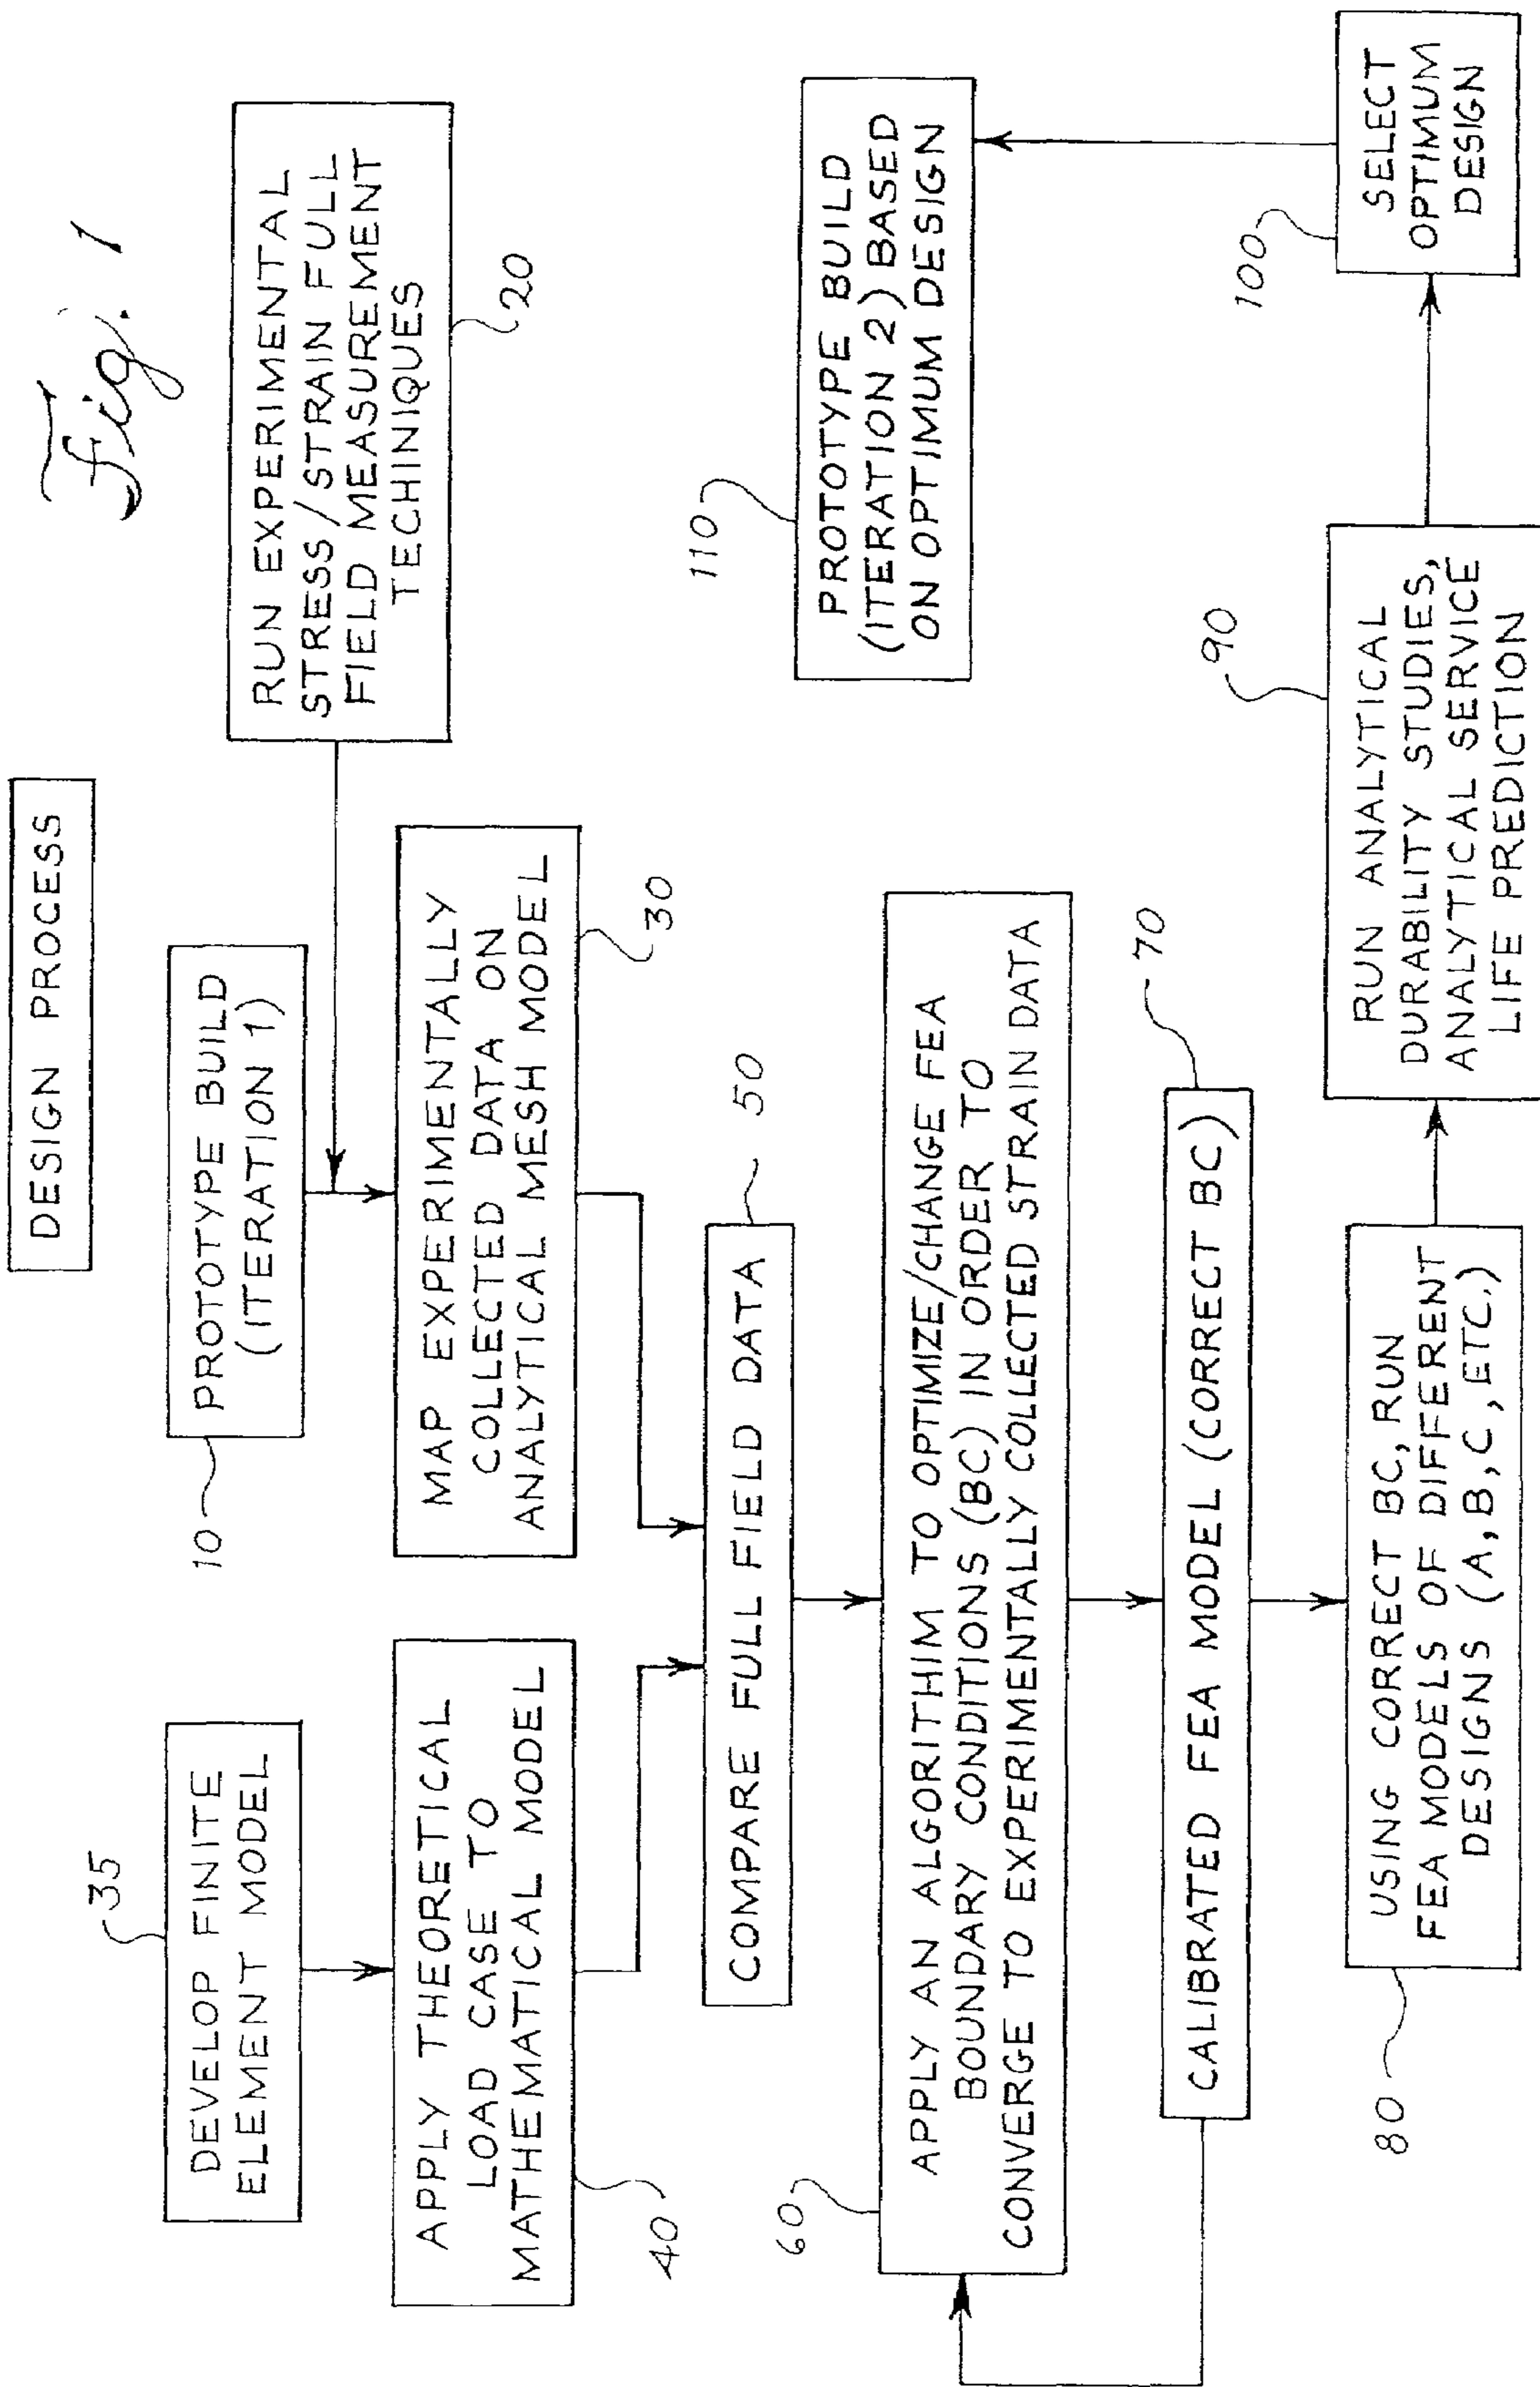 Fig. 1
DESIGN PROCESS
35
DEVELOP FINITE
ELEMENT MODEL
10
PROTOTYPE BUILD
(ITERATION 1)
RUN EXPERIMENTAL
STRESS/STRAIN FULL
FIELD MEASUREMENT
TECHINIQUES
20
APPLY THEORETICAL
LOAD CASE TO
MATHEMATICAL MODEL
40
MAP EXPERIMENTALLY
COLLECTED DATA ON
ANALYTICAL MESH MODEL
30
COMPARE FULL FIELD DATA
50
60
APPLY AN ALGORITHIM TO OPTIMIZE/CHANGE FEA
BOUNDARY CONDITIONS (BC) IN ORDER TO
CONVERGE TO EXPERIMENTALLY COLLECTED STRAIN DATA
CALIBRATED FEA MODEL (CORRECT BC)
70
80
USING CORRECT BC, RUN
FEA MODELS OF DIFFERENT
DESIGNS (A,B,C,ETC.)
90
RUN ANALYTICAL
DURABILITY STUDIES,
ANALYTICAL SERVICE
LIFE PREDICTION
100
SELECT
OPTIMUM
DESIGN
110
PROTOTYPE BUILD
(ITERATION 2) BASED
ON OPTIMUM DESIGN